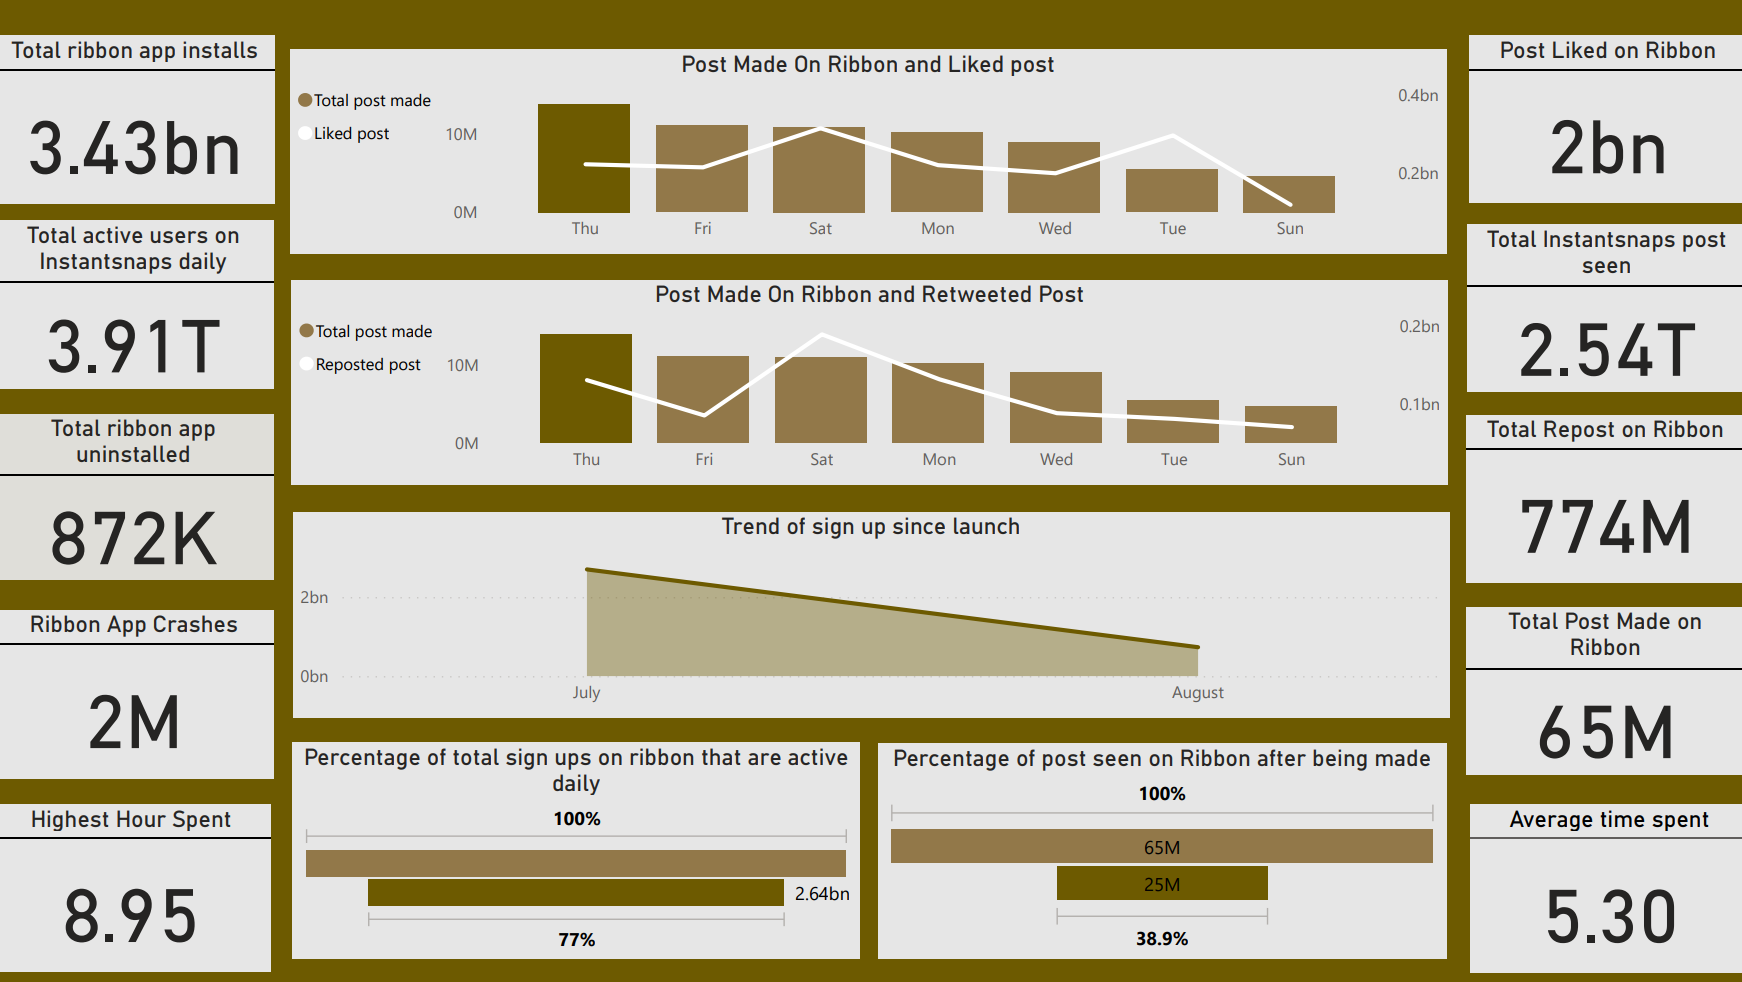 Total ribbon app installs
3.43bn
Total active users on
Instantsnaps daily
3.91T
Total ribbon app
uninstalled
872K
Ribbon App Crashes
2M
Highest Hour Spent
8.95
Post Made On Ribbon and Liked post
Total post made
Liked post
10M
0M
0.4bn
0.2bn
Thu Fri Sat Mon Wed Tue Sun
Post Made On Ribbon and Retweeted Post
Total post made
Reposted post
10M
0M
0.2bn
0.1bn
Thu Fri Sat Mon Wed Tue Sun
Trend of sign up since launch
2bn
0bn
July August
Percentage of total sign ups on ribbon that are active
daily
100%
2.64bn
77%
Percentage of post seen on Ribbon after being made
100%
65M
25M
38.9%
Post Liked on Ribbon
2bn
Total Instantsnaps post
seen
2.54T
Total Repost on Ribbon
774M
Total Post Made on
Ribbon
65M
Average time spent
5.30